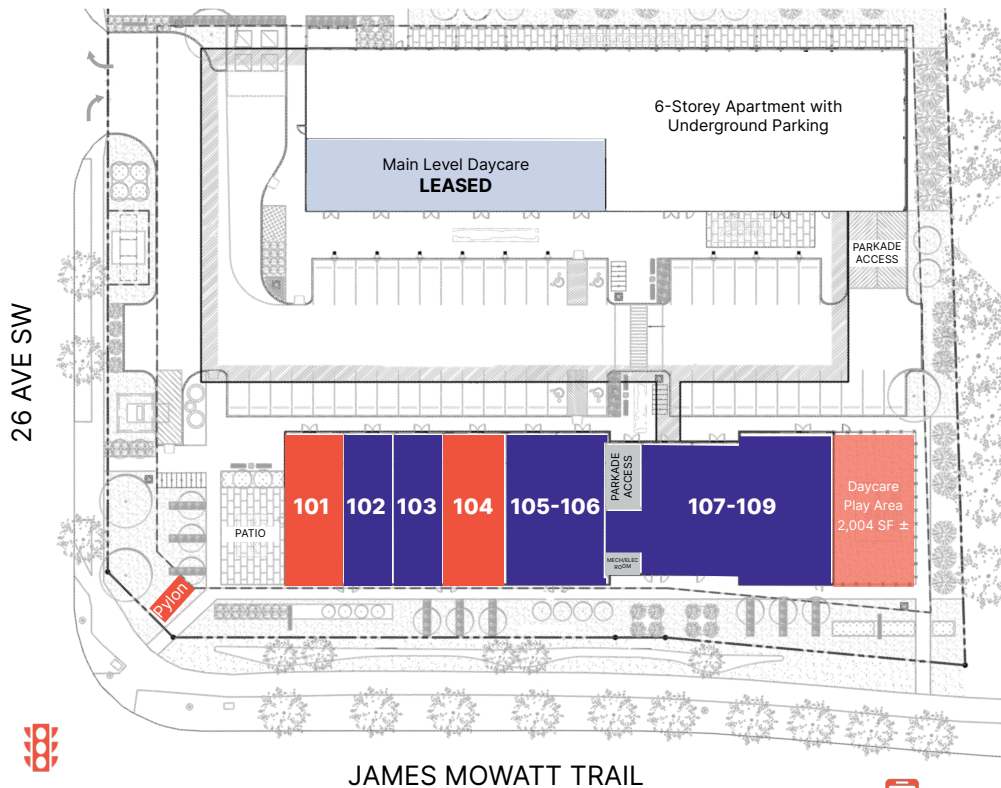 6-Storey Apartment with
Underground Parking
Main Level Daycare
LEASED
PARKADE
ACCESS
26 AVE SW
101
102
103
104
105-106
PARKADE
ACCESS
107-109
Daycare
Play Area
2,004 SF ±
PATIO
MECH/ELEC
ROOM
Pylon
JAMES MOWATT TRAIL